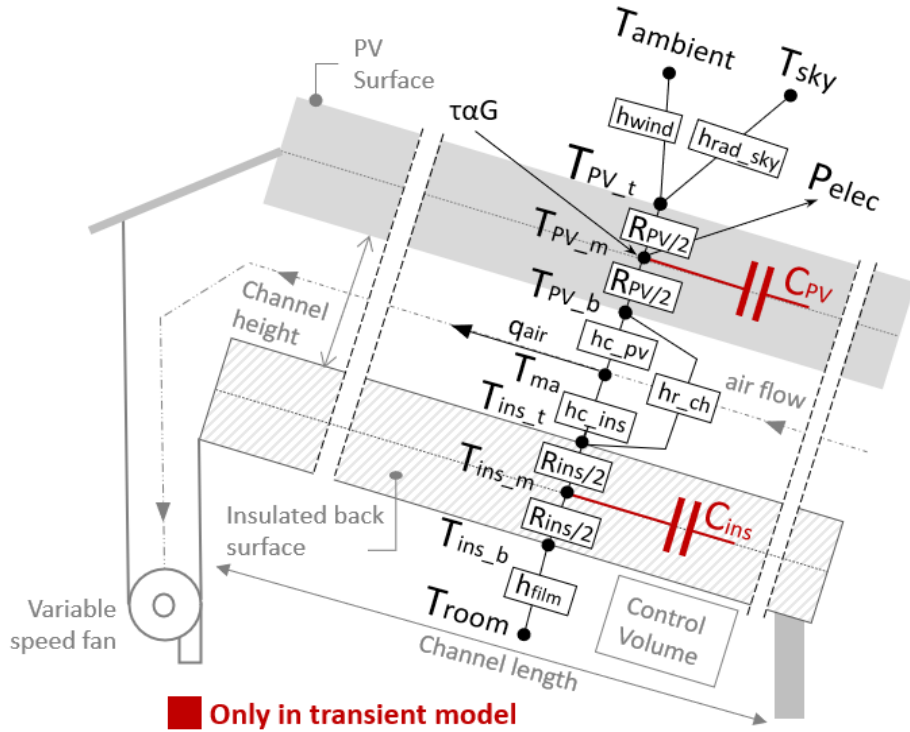 PV
Surface
Tambient
Tsky
ταG
hwind
hrad_sky
TPV_t
Pelec
RPV/2
TPV_m
CPV
RPV/2
TPV_b
Channel
height
qair
hc_pv
Tma
air flow
hr_ch
hc_ins
Tins_t
Rins/2
Tins_m
Cins
Rins/2
Insulated back
surface
Tins_b
hfilm
Control
Volume
Troom
Variable
speed fan
Channel length
Only in transient model